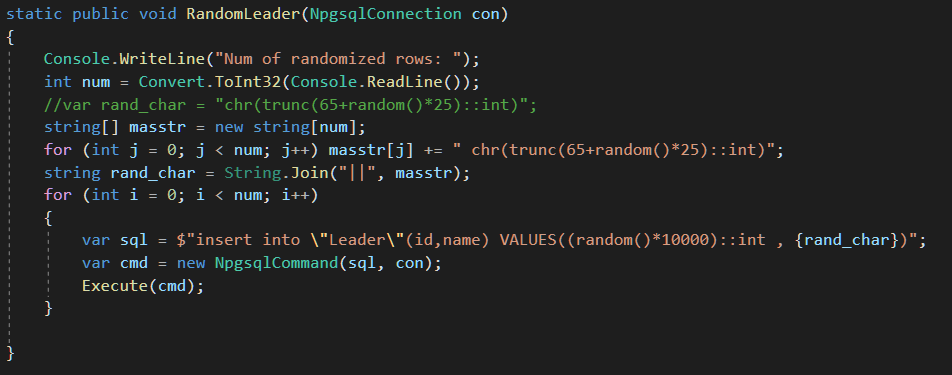 static public void RandomLeader(NpgsqlConnection con)
{
Console.WriteLine("Num of randomized rows: ");
int num = Convert.ToInt32(Console.ReadLine());
//var rand_char = "chr(trunc(65+random()*25)::int)";
string[] masstr = new string[num];
for (int j = 0; j < num; j++) masstr[j] += " chr(trunc(65+random()*25)::int)";
string rand_char = String.Join("||", masstr);
for (int i = 0; i < num; i++)
{
var sql = $"insert into \"Leader\"(id,name) VALUES((random()*10000)::int , {rand_char})";
var cmd = new NpgsqlCommand(sql, con);
Execute(cmd);
}
}